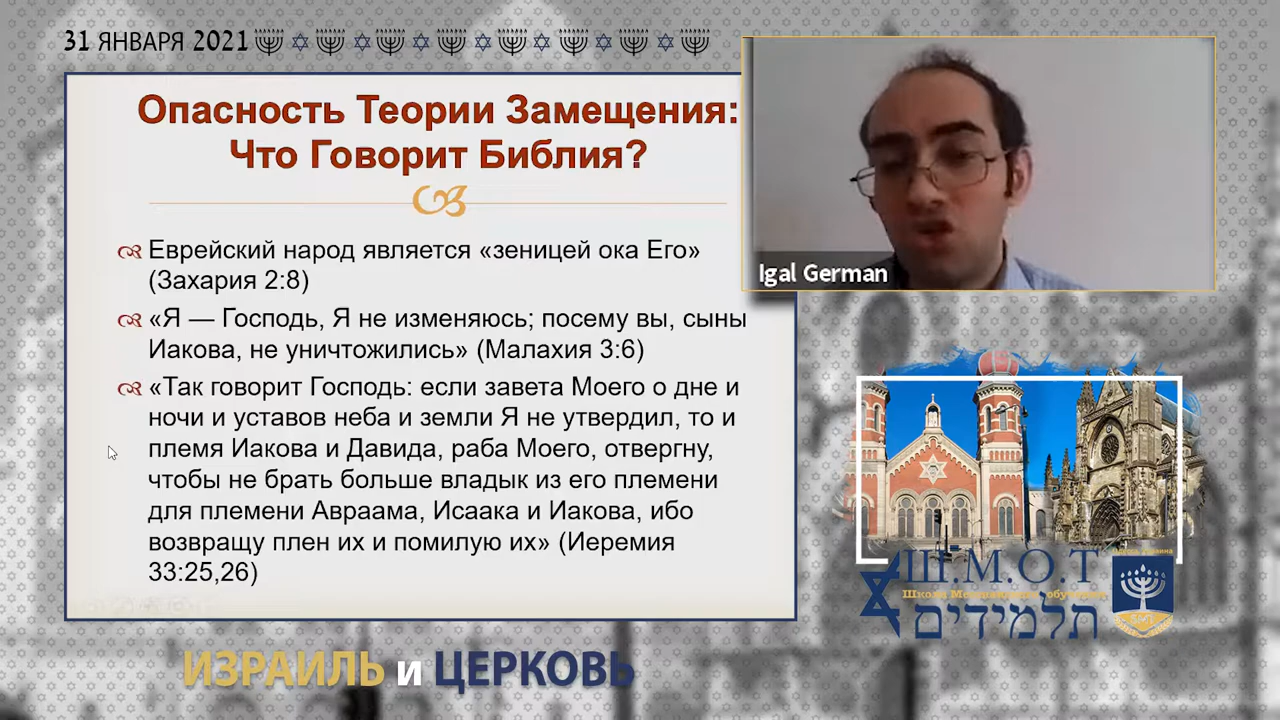 31 ЯНВАРЯ 2021
Опасность Теории Замещения:
Что Говорит Библия?
Еврейский народ является «зеницей ока Его»
(Захария 2:8)
«Я — Господь, Я не изменяюсь; посему вы, сыны
Иакова, не уничтожились» (Малахия 3:6)
«Так говорит Господь: если завета Моего о дне и
ночи и уставов неба и земли Я не утвердил, то и
племя Иакова и Давида, раба Моего, отвергну,
чтобы не брать больше владык из его племени
для племени Авраама, Исаака и Иакова, ибо
возвращу плен их и помилую их» (Иеремия
33:25,26)
Igal German
Ш.М.О.Т
Школа
תלמידים
ИЗРАИЛЬ и ЦЕРКОВЬ